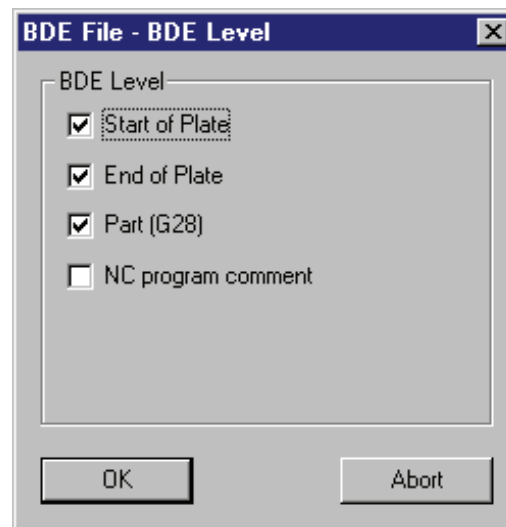 BDE File - BDE Level
BDE Level
Start of Plate
End of Plate
Part (G28)
NC program comment
OK
Abort